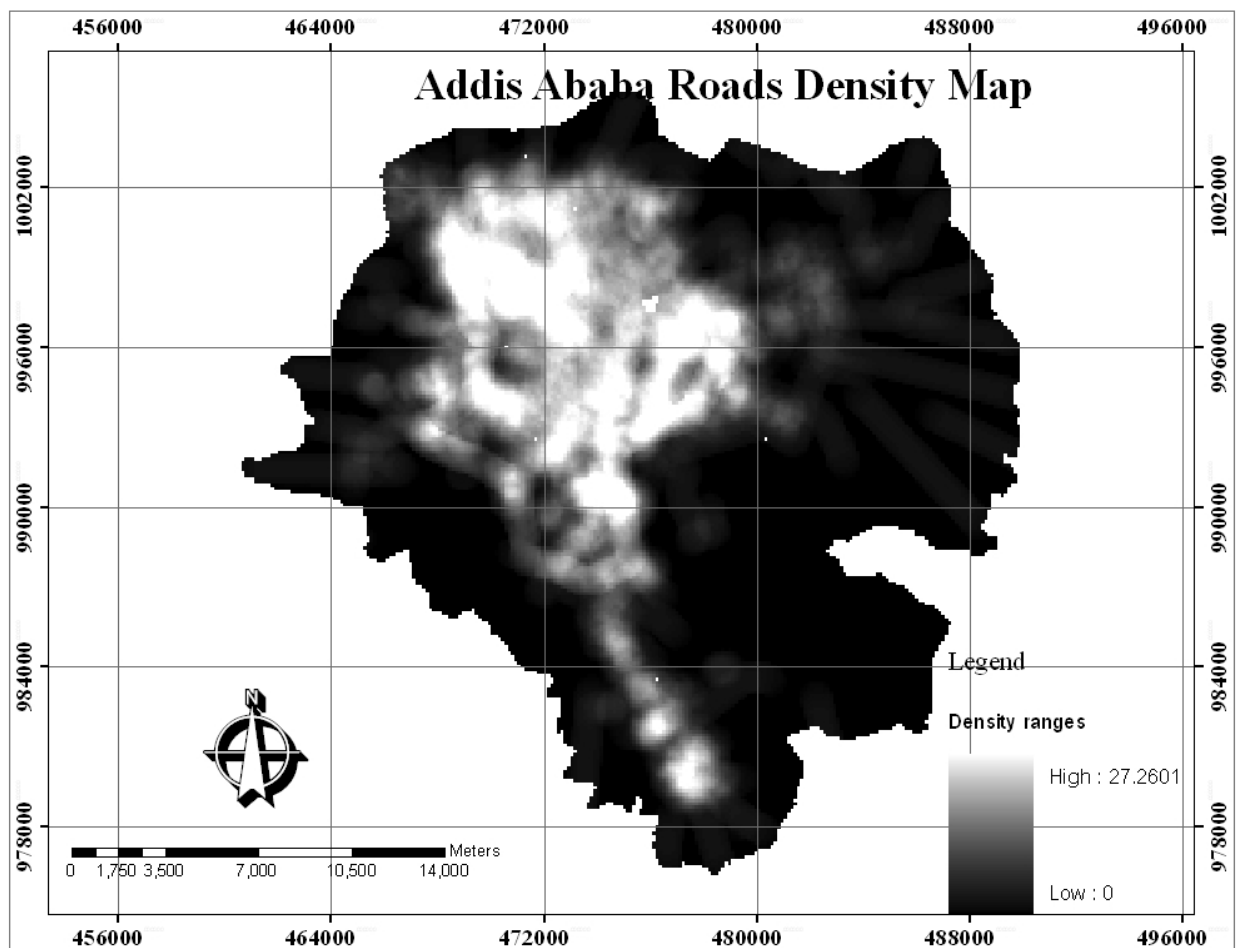 456000 464000 472000 480000 488000 496000
Addis Ababa Roads Density Map
1002000 1002000
996000 996000
990000 990000
984000 984000
Legend
Density ranges
N
High : 27.2601
978000 978000
Meters
0 1,750 3,500 7,000 10,500 14,000
Low : 0
456000 464000 472000 480000 488000 496000